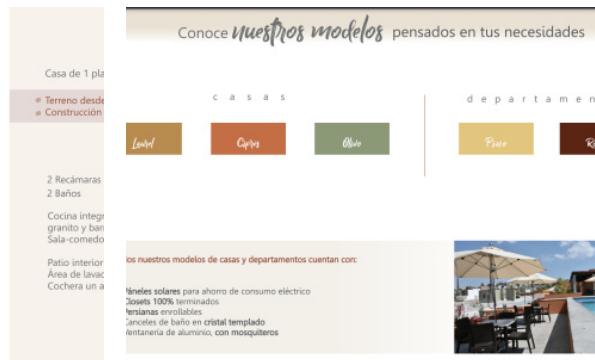 Casa de 1 pla
Terreno desde
Construcción
2 Recámaras
2 Baños
Cocina integr
granito y bar
Sala-comedo
Patio interior
Área de lavac
Cochera un a
Conoce nuestros modelos pensados en tus necesidades
casas
departamen
Laurel
Ciprés
Olivo
os nuestros modelos de casas y departamentos cuentan con:
Páneles solares para ahorro de consumo eléctrico
Closets 100% terminados
Persianas enrollables
Canceles de baño en cristal templado
Ventanería de aluminio, con mosquiteros